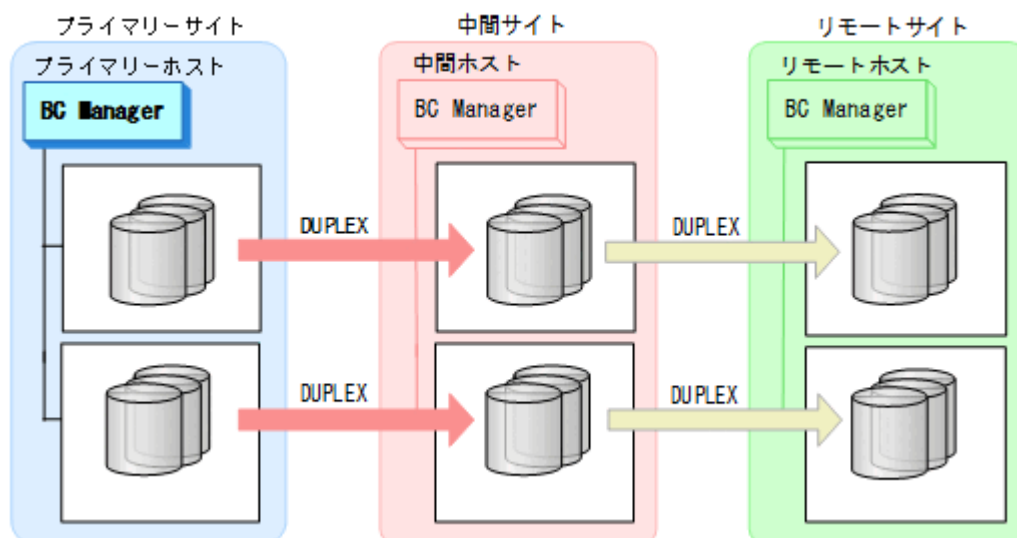 プライマリーサイト
中間サイト
リモートサイト
プライマリーホスト
中間ホスト
リモートホスト
BC Manager
BC Manager
BC Manager
DUPLEX
DUPLEX
DUPLEX
DUPLEX